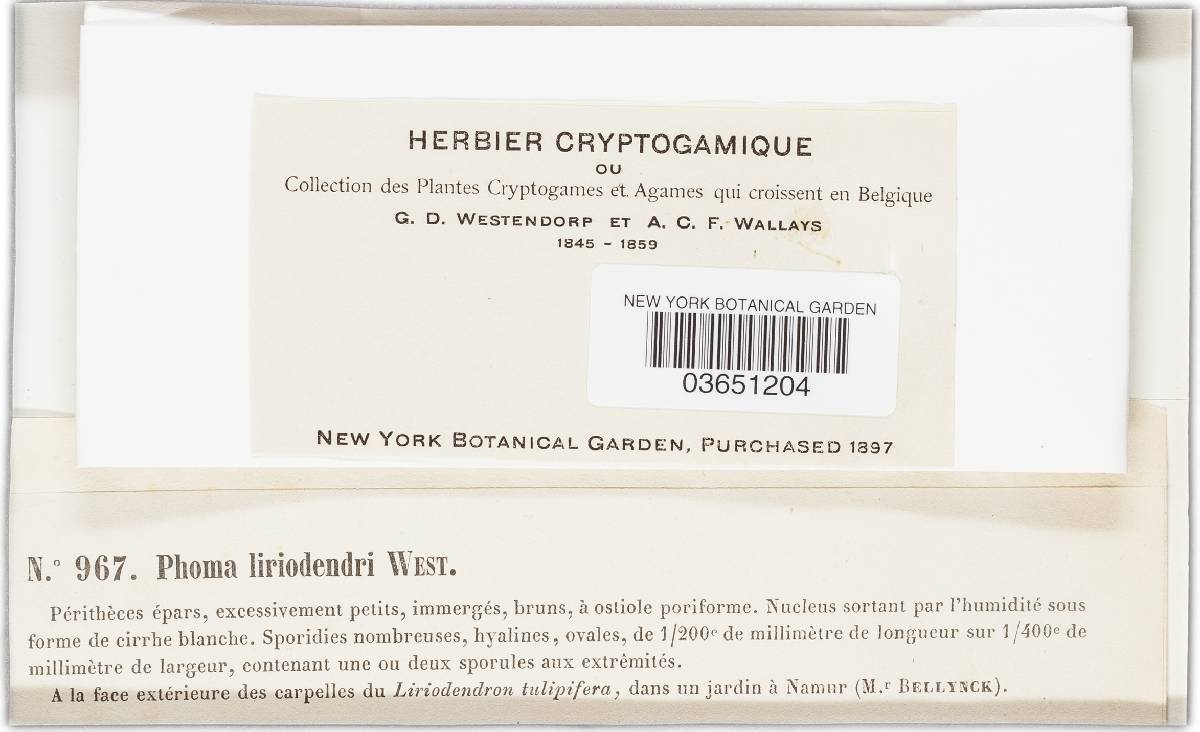 HERBIER CRYPTOGAMIQUE
OU
Collection des Plantes Cryptogames et Agames qui croissent en Belgique
G. D. WESTENDORP ET A. C. F. WALLAYS
1845 - 1859
NEW YORK BOTANICAL GARDEN
03651204
NEW YORK BOTANICAL GARDEN, PURCHASED 1897
N.° 967. Phoma liriodendri WEST.
Périthèces épars, excessivement petits, immergés, bruns, à ostiole poriforme. Nucleus sortant par l'humidité sous
forme de cirrhe blanche. Sporidies nombreuses, hyalines, ovales, de 1/200e de millimètre de longueur sur 1/400e de
millimètre de largeur, contenant une ou deux sporules aux extrêmités.
A la face extérieure des carpelles du Liriodendron tulipifera, dans un jardin à Namur (M.r BELLYNCK).